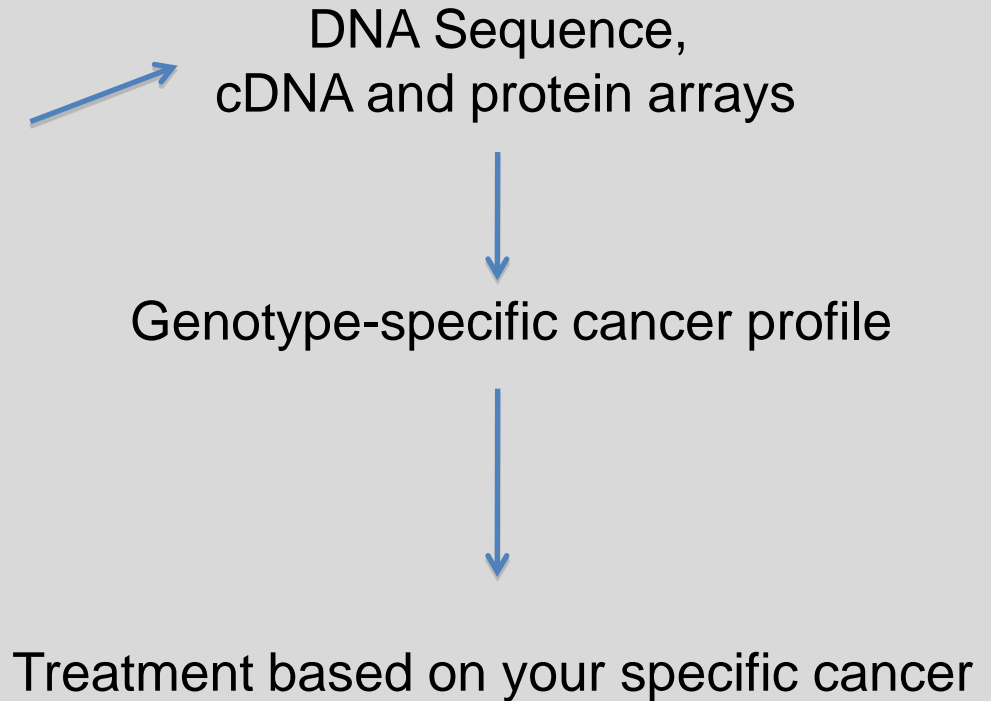 DNA Sequence,
cDNA and protein arrays
Genotype-specific cancer profile
Treatment based on your specific cancer